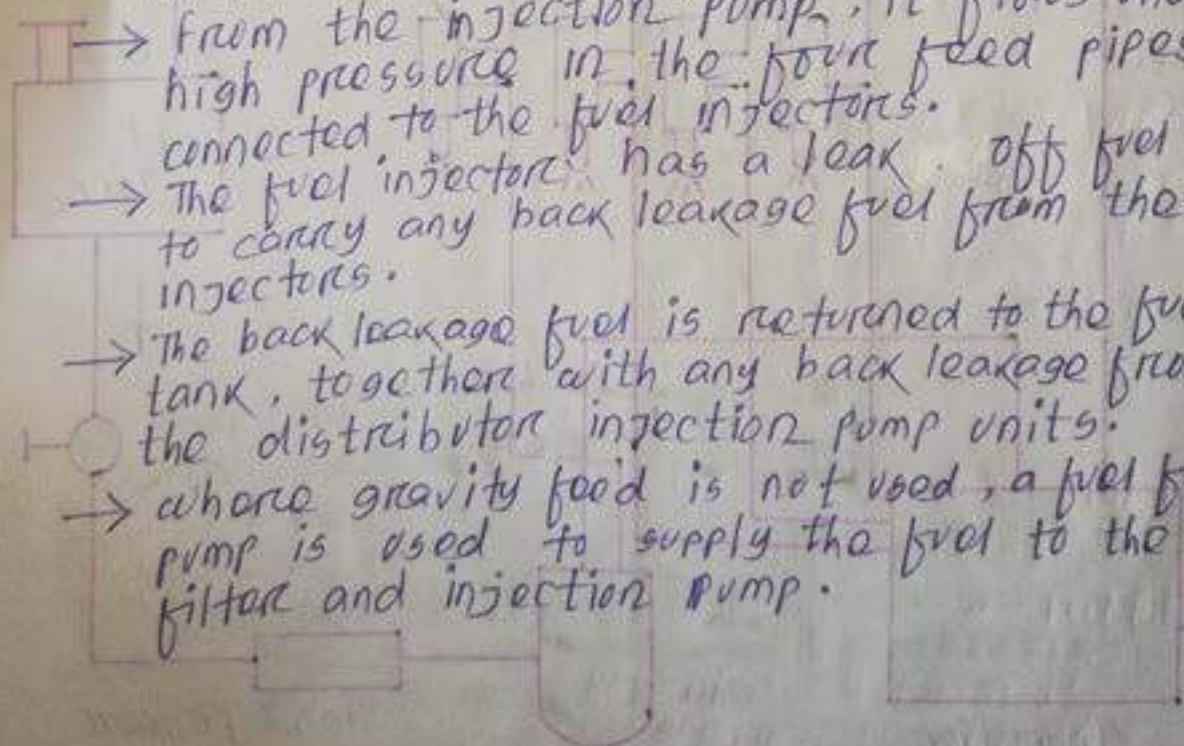 → from the injection pump, it flows
high pressure in the four feed pipes
connected to the fuel injectors.
→ The fuel injector has a leak. off fuel
to carry any back leakage fuel from the
injectors.
→ The back leakage fuel is returned to the
tank, together with any back leakage
the distributor injection pump units.
→ where gravity feed is not used, a fuel
pump is used to supply the fuel to the
filter and injection pump.